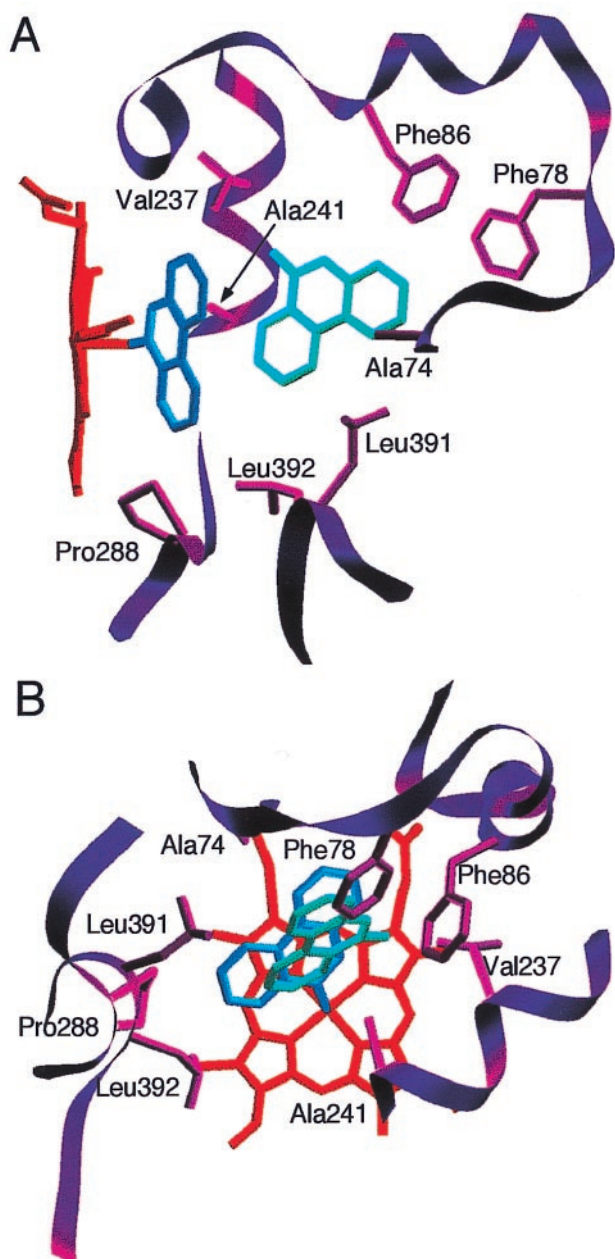 A
Phe86
Phe78
Val237
Ala241
Ala74
Leu391
Leu392
Pro288
B
Ala74
Phe78
Phe86
Leu391
Val237
Pro288
Leu392
Ala241